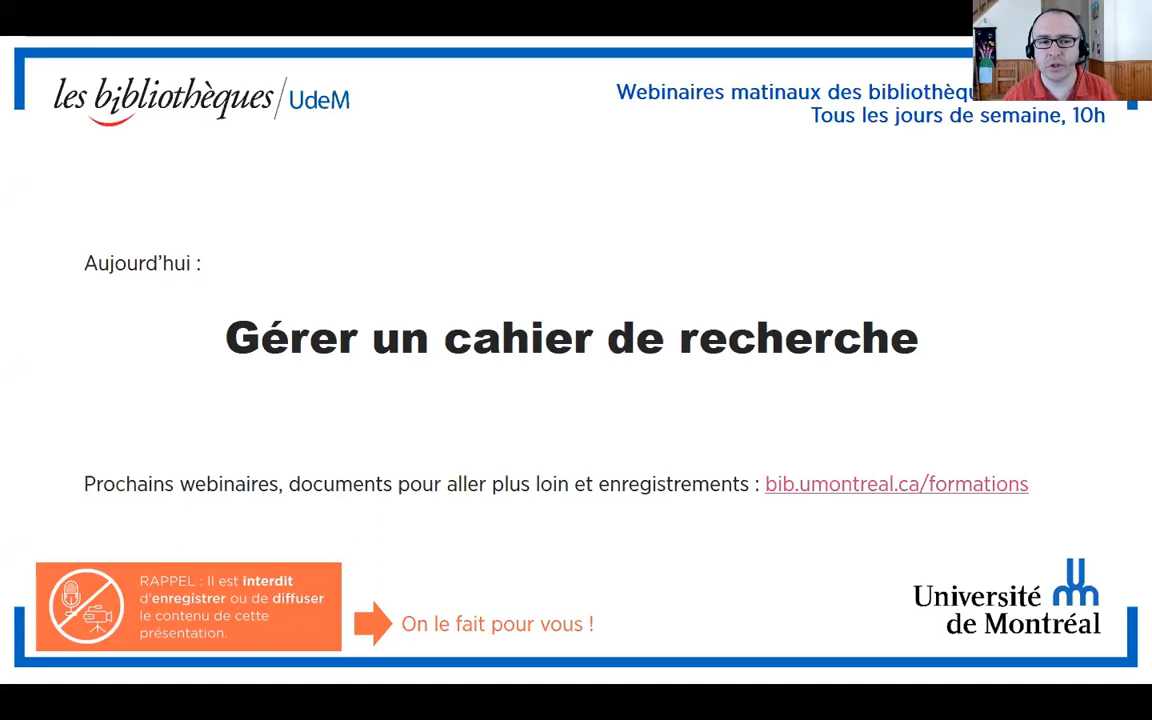 les bibliothèques/UdeM
Webinaires matinaux des
Tous les jours de semaine, 10h
Aujourd'hui :
Gérer un cahier de recherche
Prochains webinaires, documents pour aller plus loin et enregistrements : bib.umontreal.ca/formations
RAPPEL : Il est interdit
d'enregistrer ou de diffuser
le contenu de cette
présentation.
On le fait pour vous !
Université
de Montréal